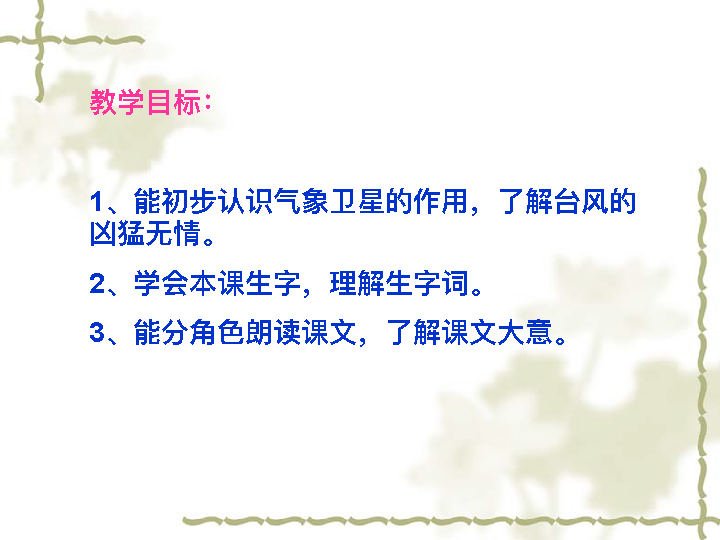 教学目标：
1、能初步认识气象卫星的作用，了解台风的
凶猛无情。
2、学会本课生字，理解生字词。
3、能分角色朗读课文，了解课文大意。